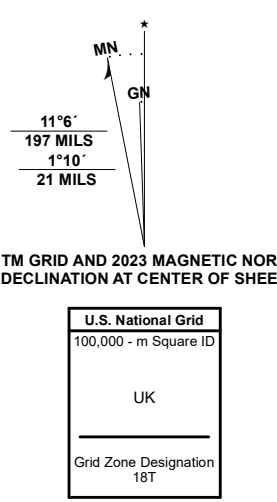 MN
GN
11°6´
197 MILS
1°10´
21 MILS
TM GRID AND 2023 MAGNETIC NOR
DECLINATION AT CENTER OF SHEE
U.S. National Grid
100,000 - m Square ID
UK
Grid Zone Designation
18T